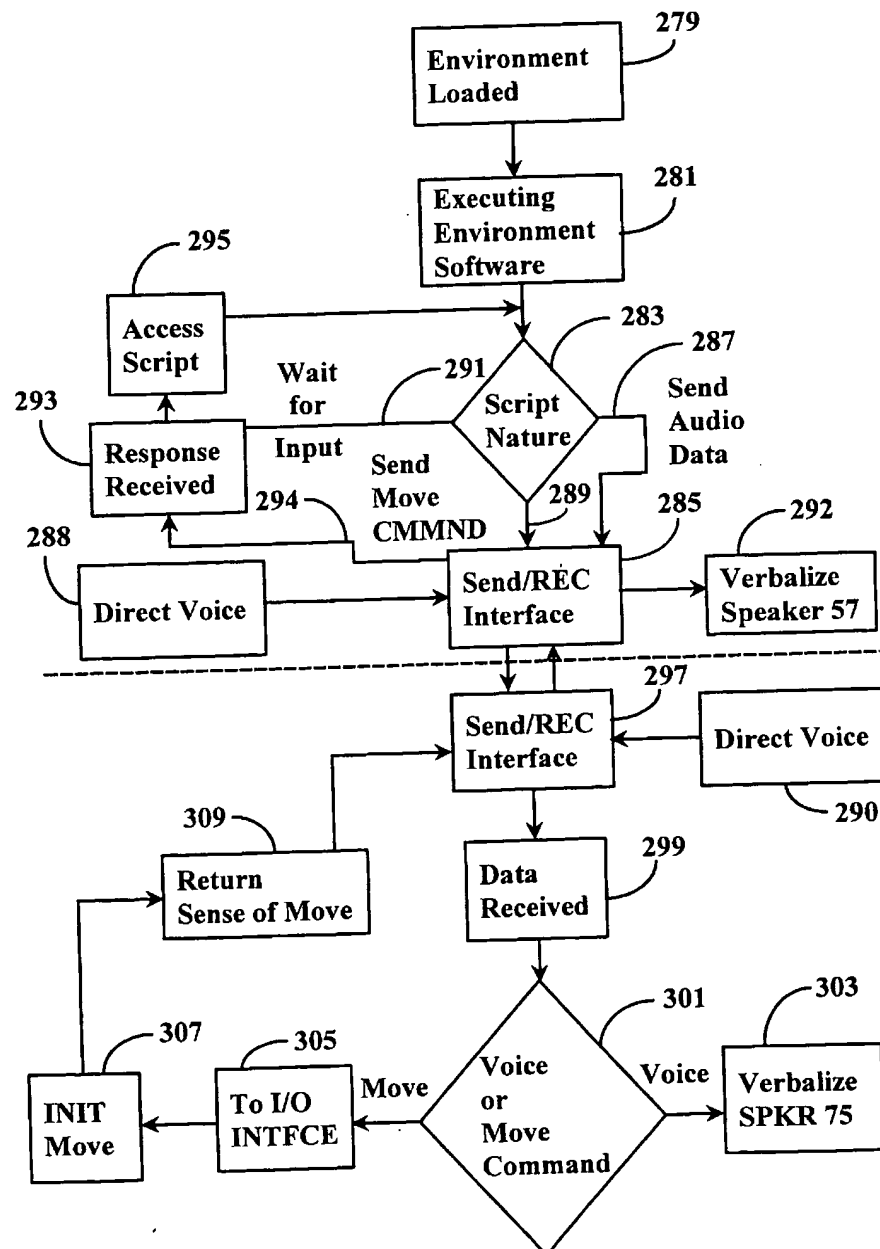 279
Environment
Loaded
281
Executing
Environment
Software
295
Access
Script
283
287
291
Wait
for
Input
Script
Nature
Send
Audio
Data
293
Response
Received
Send
Move
CMMND
294
289
285
292
288
Direct Voice
Send/REC
Interface
Verbalize
Speaker 57
297
Send/REC
Interface
Direct Voice
290
309
Return
Sense of Move
299
Data
Received
301
303
307
305
Move
Voice
or
Move
Command
Voice
Verbalize
SPKR 75
INIT
Move
To I/O
INTFCE